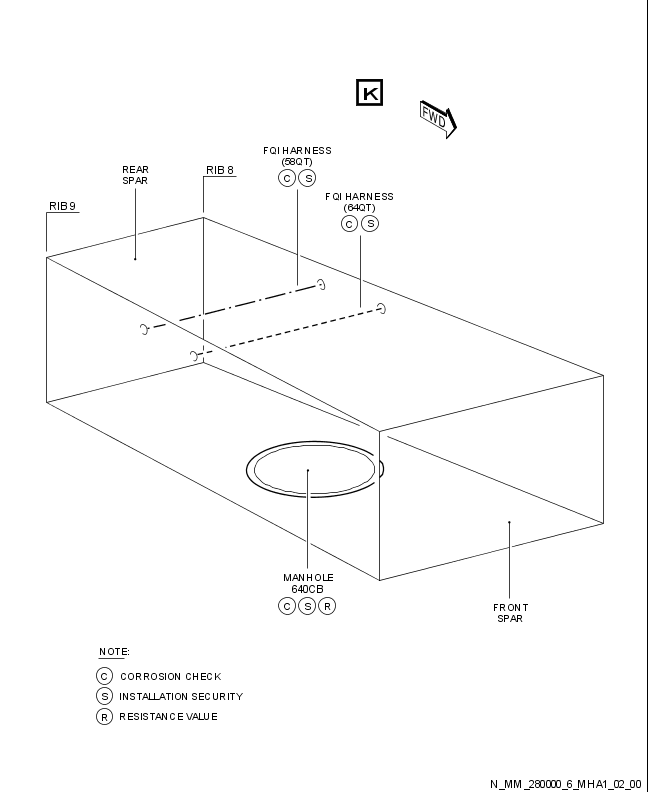 K
FWD
FQI HARNESS
(58QT)
C S
REAR
SPAR
RIB 8
FQI HARNESS
(64QT)
C S
RIB 9
MANHOLE
640CB
C S R
FRONT
SPAR
NOTE:
C CORROSION CHECK
S INSTALLATION SECURITY
R RESISTANCE VALUE
N_MM_280000_6_MHA1_02_00